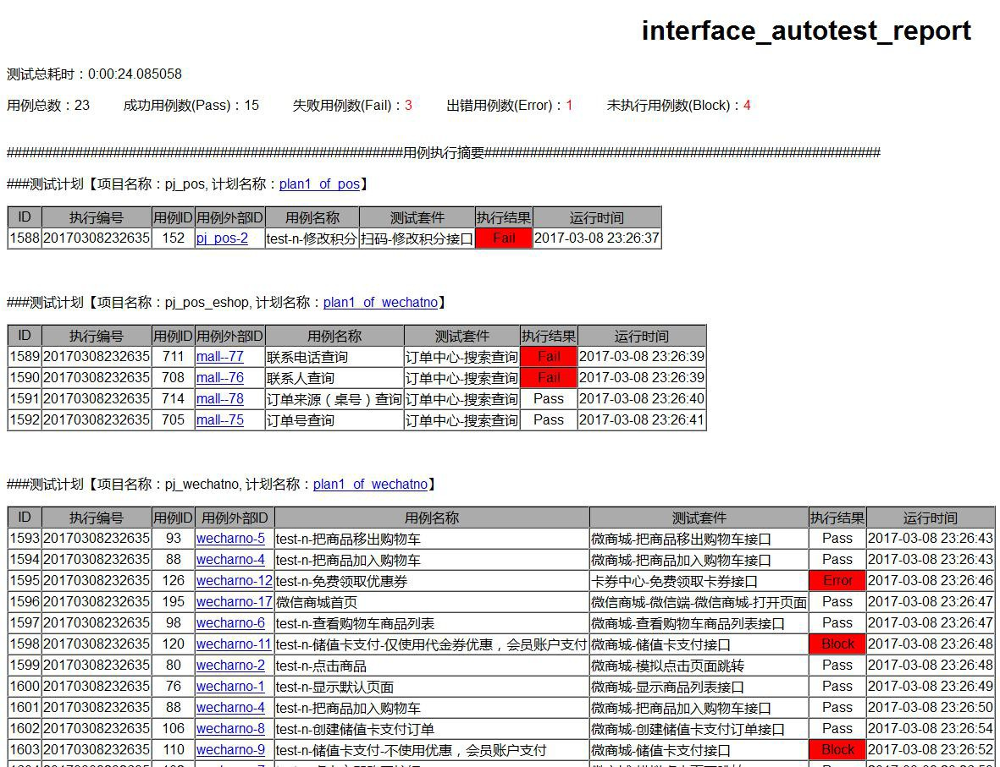 interface_autotest_report
测试总耗时：0:00:24.085058
用例总数：23 成功用例数(Pass)：15 失败用例数(Fail)：3 出错用例数(Error)：1 未执行用例数(Block)：4
####################################################用例执行摘要####################################################
###测试计划【项目名称：pj_pos, 计划名称：plan1_of_pos】
ID 执行编号 用例ID 用例外部ID 用例名称 测试套件 执行结果 运行时间
1588 20170308232635 152 pj_pos-2 test-n-修改积分 扫码-修改积分接口 Fail 2017-03-08 23:26:37
###测试计划【项目名称：pj_pos_eshop, 计划名称：plan1_of_wechatno】
ID 执行编号 用例ID 用例外部ID 用例名称 测试套件 执行结果 运行时间
1589 20170308232635 711 mall--77 联系电话查询 订单中心-搜索查询 Fail 2017-03-08 23:26:39
1590 20170308232635 708 mall--76 联系人查询 订单中心-搜索查询 Fail 2017-03-08 23:26:39
1591 20170308232635 714 mall--78 订单来源（桌号）查询 订单中心-搜索查询 Pass 2017-03-08 23:26:40
1592 20170308232635 705 mall--75 订单号查询 订单中心-搜索查询 Pass 2017-03-08 23:26:41
###测试计划【项目名称：pj_wechatno, 计划名称：plan1_of_wechatno】
ID 执行编号 用例ID 用例外部ID 用例名称 测试套件 执行结果 运行时间
1593 20170308232635 93 wecharno-5 test-n-把商品移出购物车 微商城-把商品移出购物车接口 Pass 2017-03-08 23:26:43
1594 20170308232635 88 wecharno-4 test-n-把商品加入购物车 微商城-把商品加入购物车接口 Pass 2017-03-08 23:26:43
1595 20170308232635 126 wecharno-12 test-n-免费领取优惠券 卡券中心-免费领取卡券接口 Error 2017-03-08 23:26:46
1596 20170308232635 195 wecharno-17 微信商城首页 微信商城-微信端-微信商城-打开页面 Pass 2017-03-08 23:26:47
1597 20170308232635 98 wecharno-6 test-n-查看购物车商品列表 微商城-查看购物车商品列表接口 Pass 2017-03-08 23:26:47
1598 20170308232635 120 wecharno-11 test-n-储值卡支付-仅使用代金券优惠，会员账户支付 微商城-储值卡支付接口 Block 2017-03-08 23:26:48
1599 20170308232635 80 wecharno-2 test-n-点击商品 微商城-模拟点击页面跳转 Pass 2017-03-08 23:26:48
1600 20170308232635 76 wecharno-1 test-n-显示默认页面 微商城-显示商品列表接口 Pass 2017-03-08 23:26:49
1601 20170308232635 88 wecharno-4 test-n-把商品加入购物车 微商城-把商品加入购物车接口 Pass 2017-03-08 23:26:50
1602 20170308232635 106 wecharno-8 test-n-创建储值卡支付订单 微商城-创建储值卡支付订单接口 Pass 2017-03-08 23:26:54
1603 20170308232635 110 wecharno-9 test-n-储值卡支付-不使用优惠，会员账户支付 微商城-储值卡支付接口 Block 2017-03-08 23:26:52